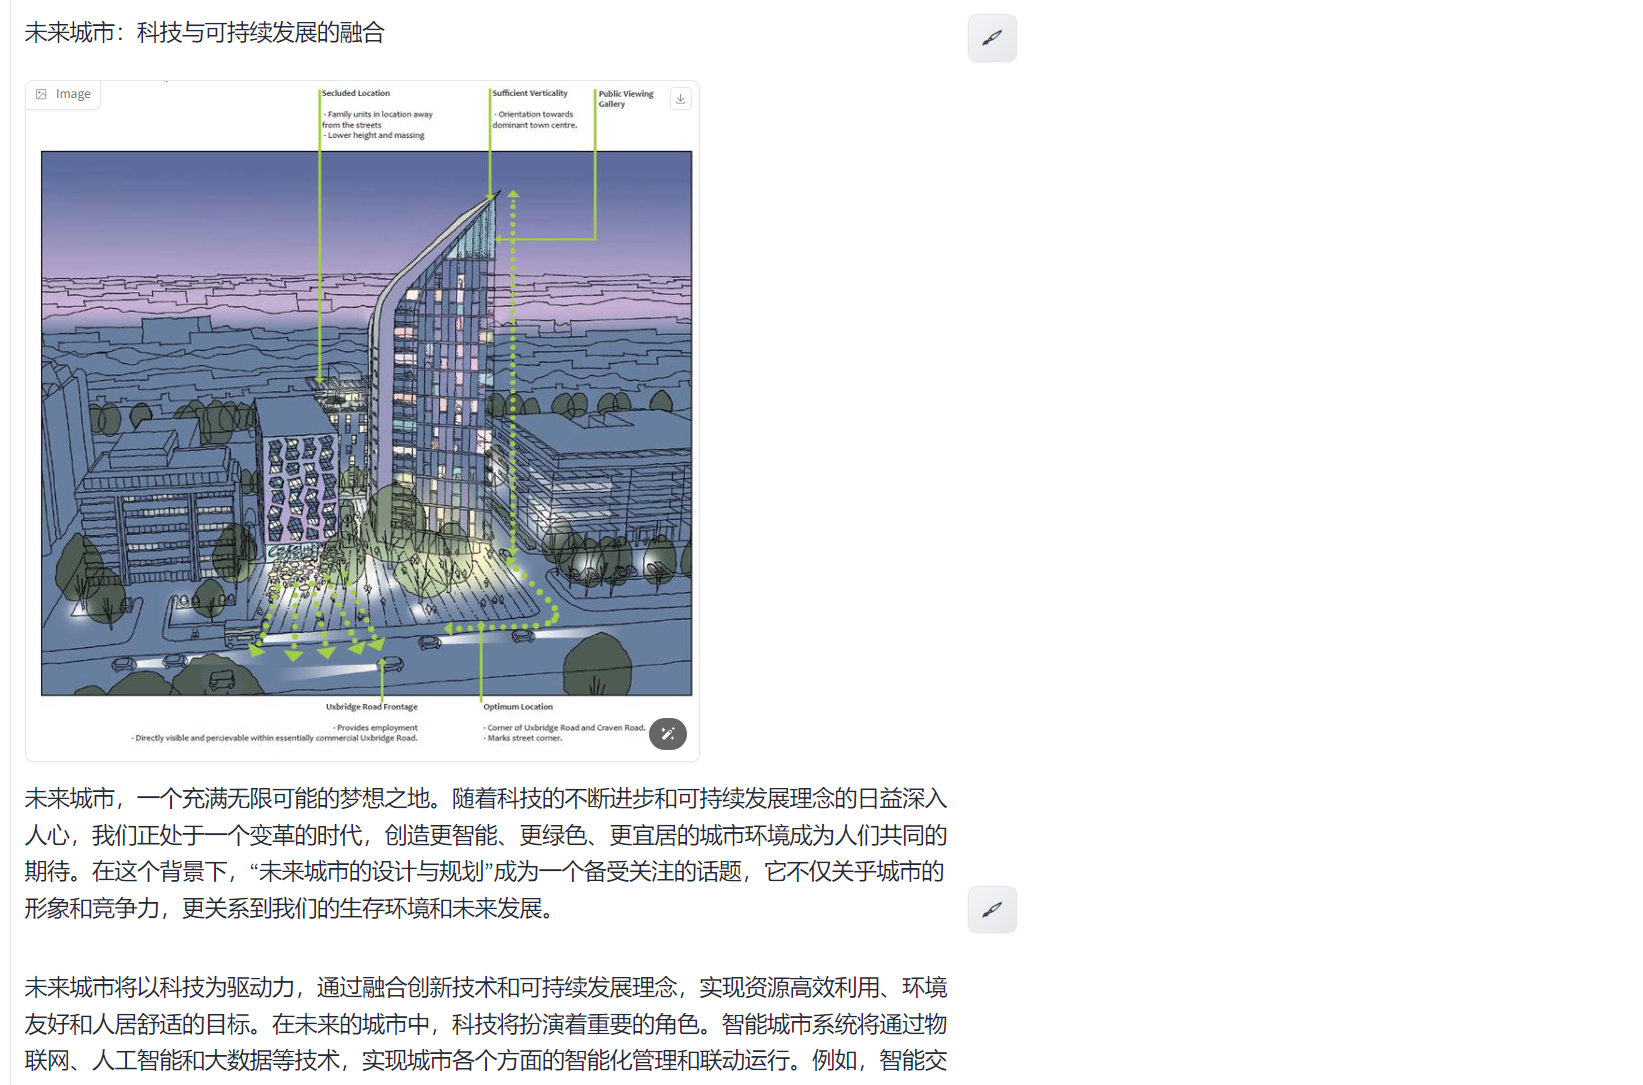 未来城市：科技与可持续发展的融合
Image
Secluded Location
- Family units in location away
from the streets
- Lower height and massing
Sufficient Verticality
- Orientation towards
dominant town centre.
Public Viewing
Gallery
Uxbridge Road Frontage
- Provides employment
- Directly visible and percievable within essentially commercial Uxbridge Road.
Optimum Location
- Corner of Uxbridge Road and Craven Road.
- Marks street corner.
未来城市，一个充满无限可能的梦想之地。随着科技的不断进步和可持续发展理念的日益深入
人心，我们正处于一个变革的时代，创造更智能、更绿色、更宜居的城市环境成为人们共同的
期待。在这个背景下，“未来城市的设计与规划”成为一个备受关注的话题，它不仅关乎城市的
形象和竞争力，更关系到我们的生存环境和未来发展。
未来城市将以科技为驱动力，通过融合创新技术和可持续发展理念，实现资源高效利用、环境
友好和人居舒适的目标。在未来的城市中，科技将扮演着重要的角色。智能城市系统将通过物
联网、人工智能和大数据等技术，实现城市各个方面的智能化管理和联动运行。例如，智能交